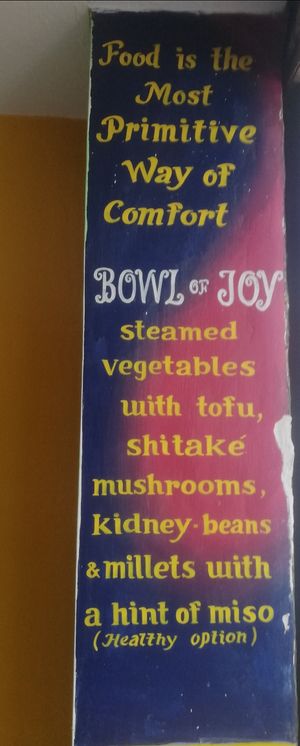 Food is the
Most
Primitive
Way of
Comfort
BOWL OF JOY
steamed
vegetables
with tofu,
shitake
mushrooms,
kidney-beans
& millets with
a hint of miso
(Healthy option)